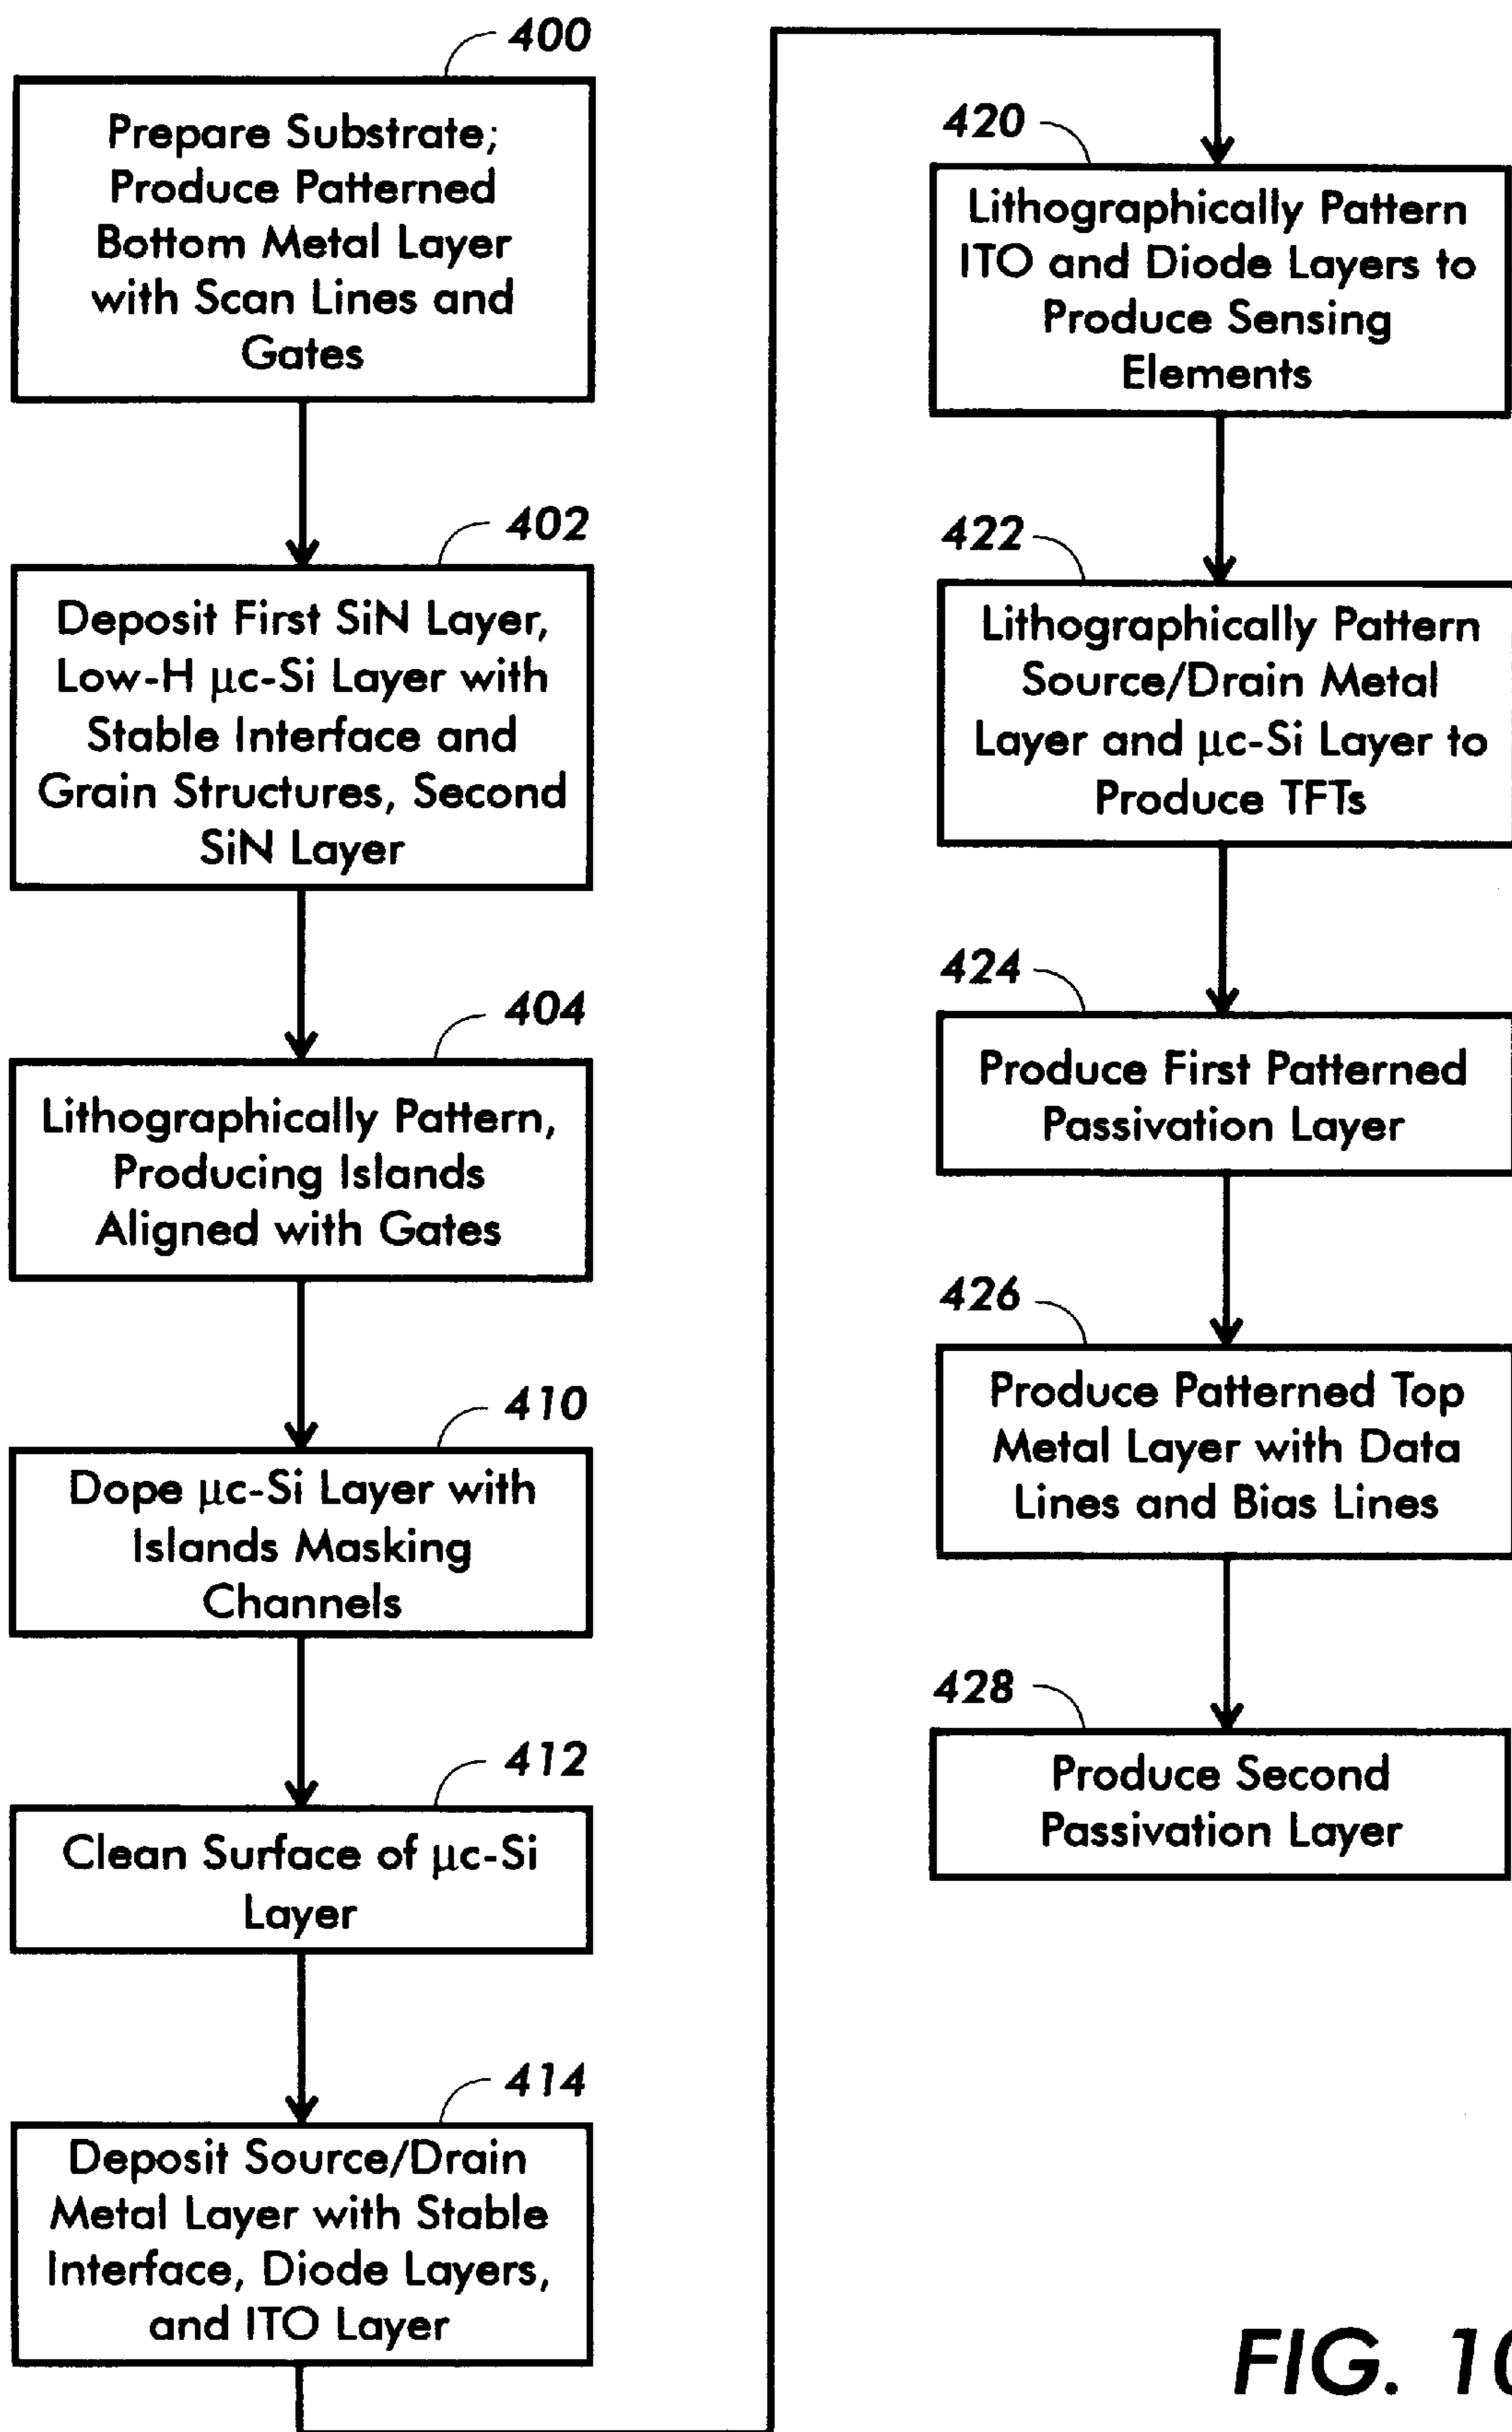 400
Prepare Substrate;
Produce Patterned
Bottom Metal Layer
with Scan Lines and
Gates
402
Deposit First SiN Layer,
Low-H μc-Si Layer with
Stable Interface and
Grain Structures, Second
SiN Layer
404
Lithographically Pattern,
Producing Islands
Aligned with Gates
410
Dope μc-Si Layer with
Islands Masking
Channels
412
Clean Surface of μc-Si
Layer
414
Deposit Source/Drain
Metal Layer with Stable
Interface, Diode Layers,
and ITO Layer
420
Lithographically Pattern
ITO and Diode Layers to
Produce Sensing
Elements
422
Lithographically Pattern
Source/Drain Metal
Layer and μc-Si Layer to
Produce TFTs
424
Produce First Patterned
Passivation Layer
426
Produce Patterned Top
Metal Layer with Data
Lines and Bias Lines
428
Produce Second
Passivation Layer
FIG. 10